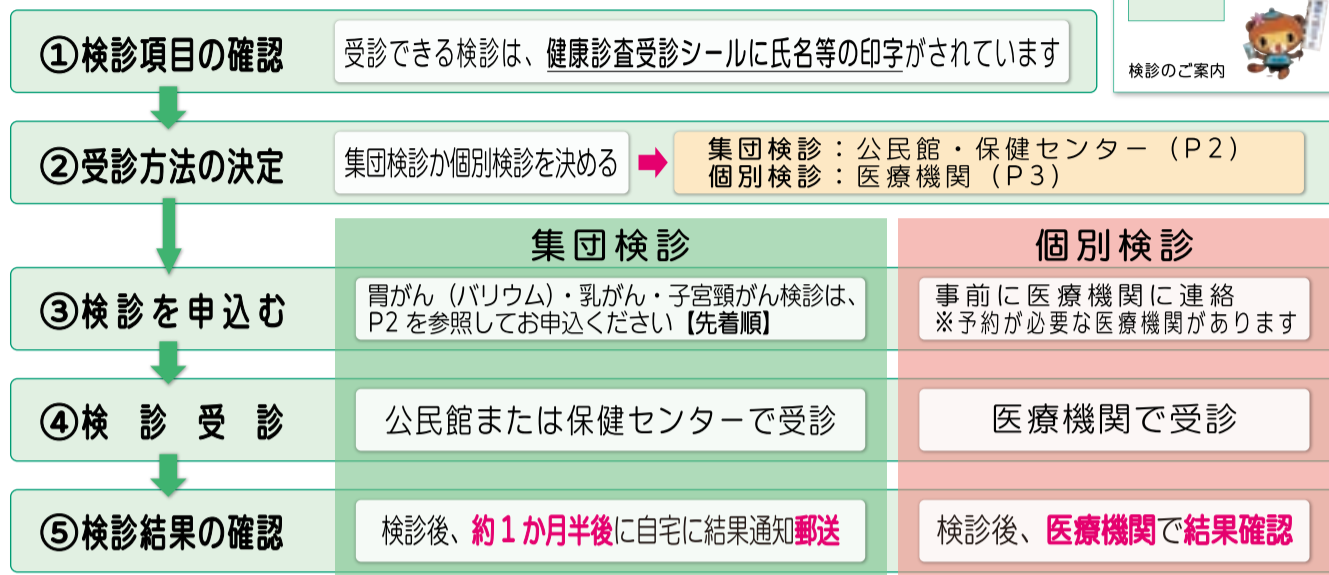 ①検診項目の確認
受診できる検診は、健康診査受診シールに氏名等の印字がされています
検診のご案内
②受診方法の決定
集団検診か個別検診を決める
集団検診：公民館・保健センター（P2）
個別検診：医療機関（P3）
集団検診
個別検診
③検診を申込む
胃がん（バリウム）・乳がん・子宮頸がん検診は、
P2を参照してお申込ください【先着順】
事前に医療機関に連絡
※予約が必要な医療機関があります
④検診受診
公民館または保健センターで受診
医療機関で受診
⑤検診結果の確認
検診後、約1か月半後に自宅に結果通知郵送
検診後、医療機関で結果確認